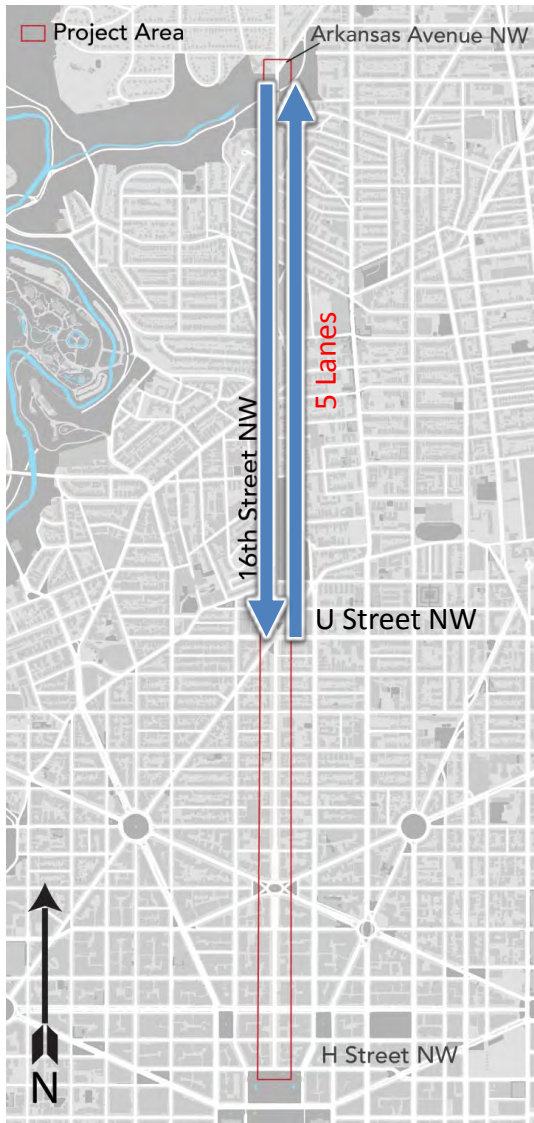 Project Area
Arkansas Avenue NW
5 Lanes
16th Street NW
U Street NW
H Street NW
N